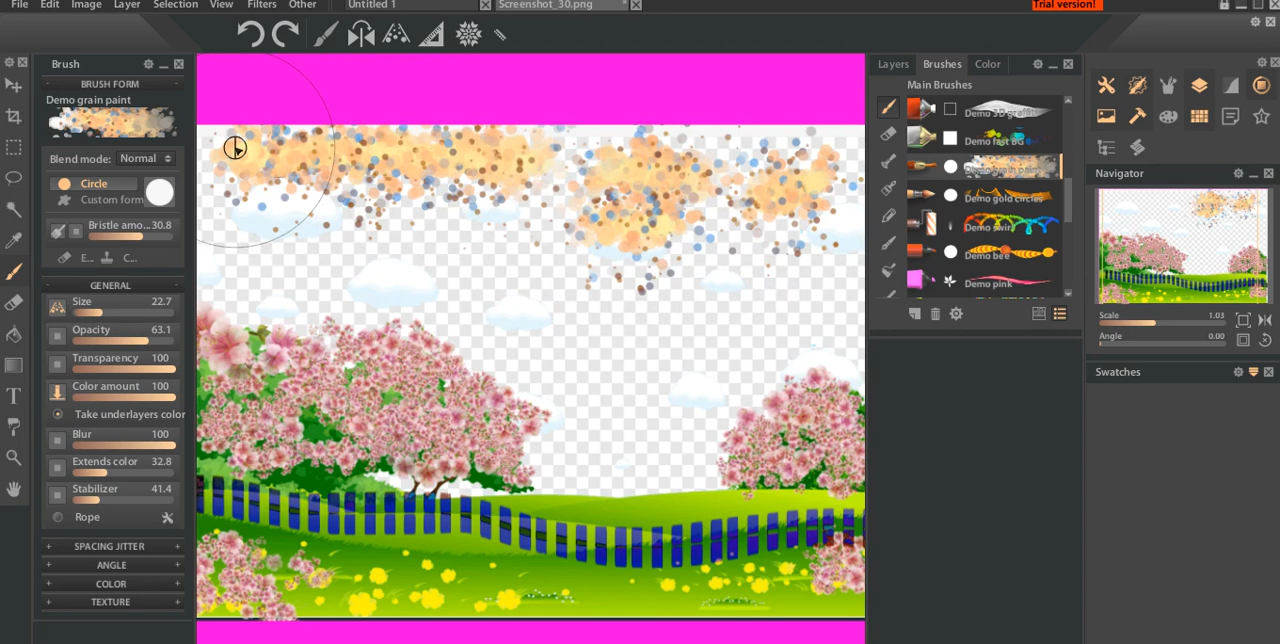 File Edit Image Layer Selection View Filters Other
Untitled 1
Screenshot_30.png *
Trial version!
Brush
- BRUSH FORM -
Demo grain paint
Blend mode: Normal
Circle
Custom form
Bristle amo... 30.8
E... C...
GENERAL
Size 22.7
Opacity 63.1
Transparency 100
Color amount 100
Take underlayers color
Blur 100
Extends color 32.8
Stabilizer 41.4
Rope
+ SPACING JITTER +
+ ANGLE +
+ COLOR +
+ TEXTURE +
Layers Brushes Color
Main Brushes
Demo 3D graffiti
Demo fast BG
Demo grain paint
Demo gold circles
Demo swirl
Demo bee
Demo pink
Navigator
Scale 1.03
Angle 0.00
Swatches